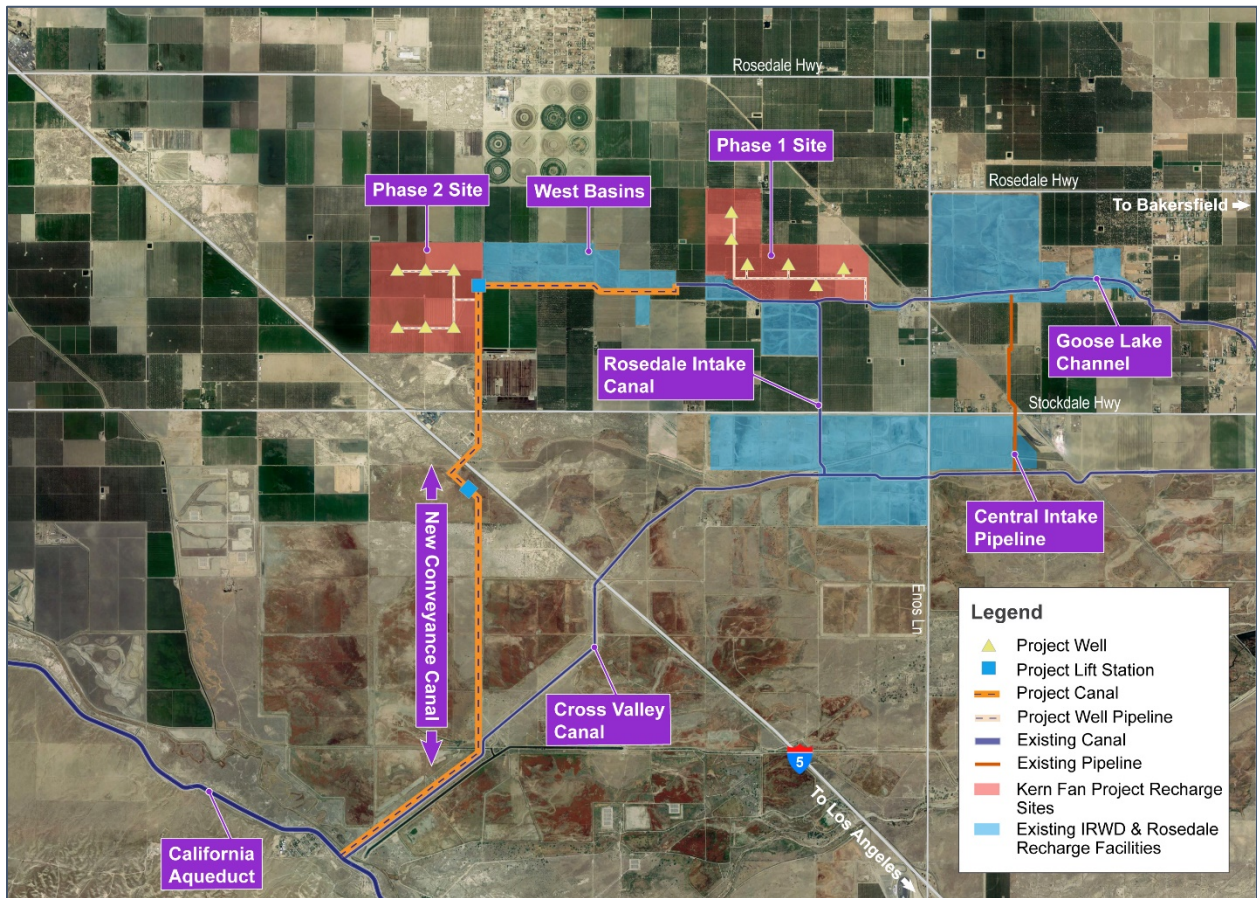 Rosedale Hwy
Phase 1 Site
Phase 2 Site
West Basins
Rosedale Hwy
To Bakersfield
Rosedale Intake
Canal
Goose Lake
Channel
Stockdale Hwy
New Conveyance Canal
Central Intake
Pipeline
Enos Ln
Cross Valley
Canal
5
To Los Angeles
California
Aqueduct
Legend
Project Well
Project Lift Station
Project Canal
Project Well Pipeline
Existing Canal
Existing Pipeline
Kern Fan Project Recharge
Sites
Existing IRWD & Rosedale
Recharge Facilities